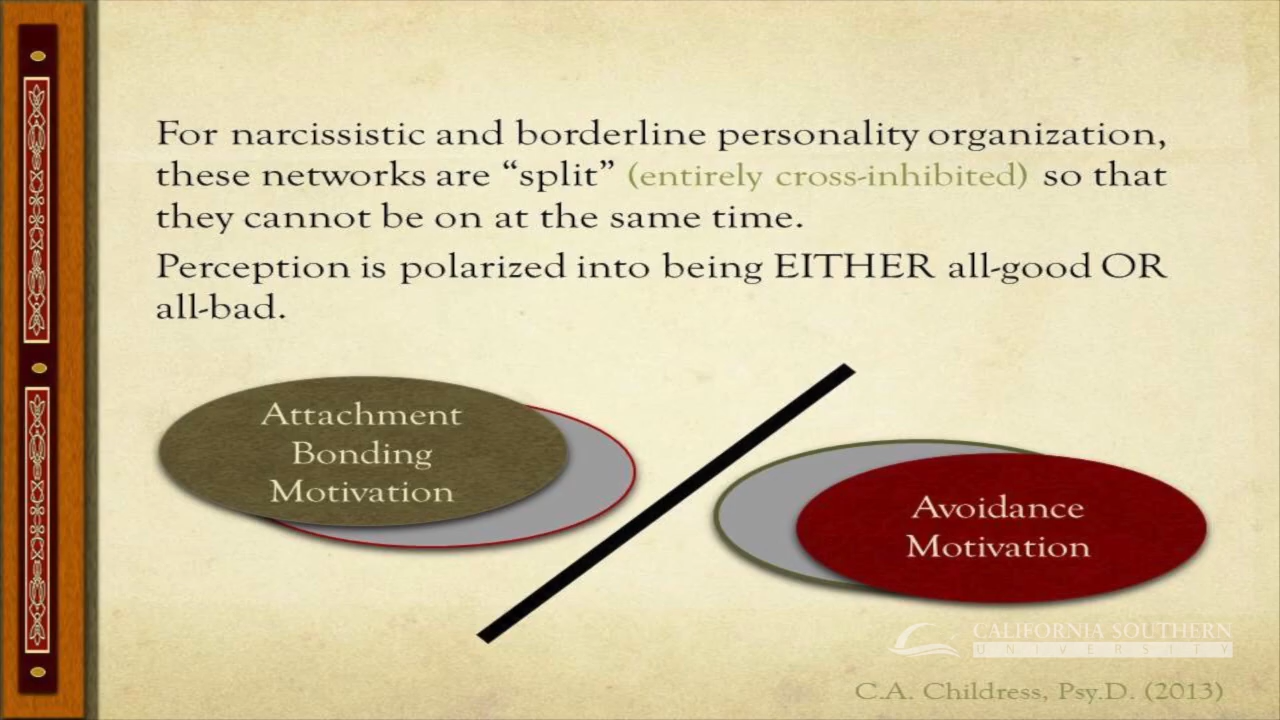 For narcissistic and borderline personality organization,
these networks are “split” (entirely cross-inhibited) so that
they cannot be on at the same time.
Perception is polarized into being EITHER all-good OR
all-bad.
Attachment
Bonding
Motivation
Avoidance
Motivation
CALIFORNIA SOUTHERN
UNIVERSITY
C.A. Childress, Psy.D. (2013)